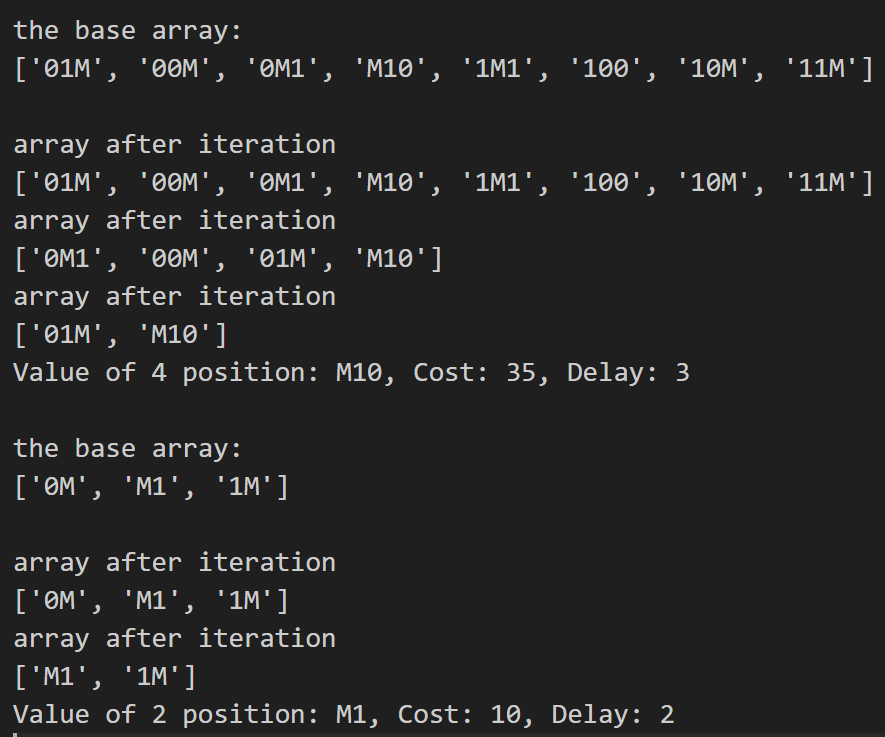 the base array:
['01M', '00M', '0M1', 'M10', '1M1', '100', '10M', '11M']
array after iteration
['01M', '00M', '0M1', 'M10', '1M1', '100', '10M', '11M']
array after iteration
['0M1', '00M', '01M', 'M10']
array after iteration
['01M', 'M10']
Value of 4 position: M10, Cost: 35, Delay: 3
the base array:
['0M', 'M1', '1M']
array after iteration
['0M', 'M1', '1M']
array after iteration
['M1', '1M']
Value of 2 position: M1, Cost: 10, Delay: 2